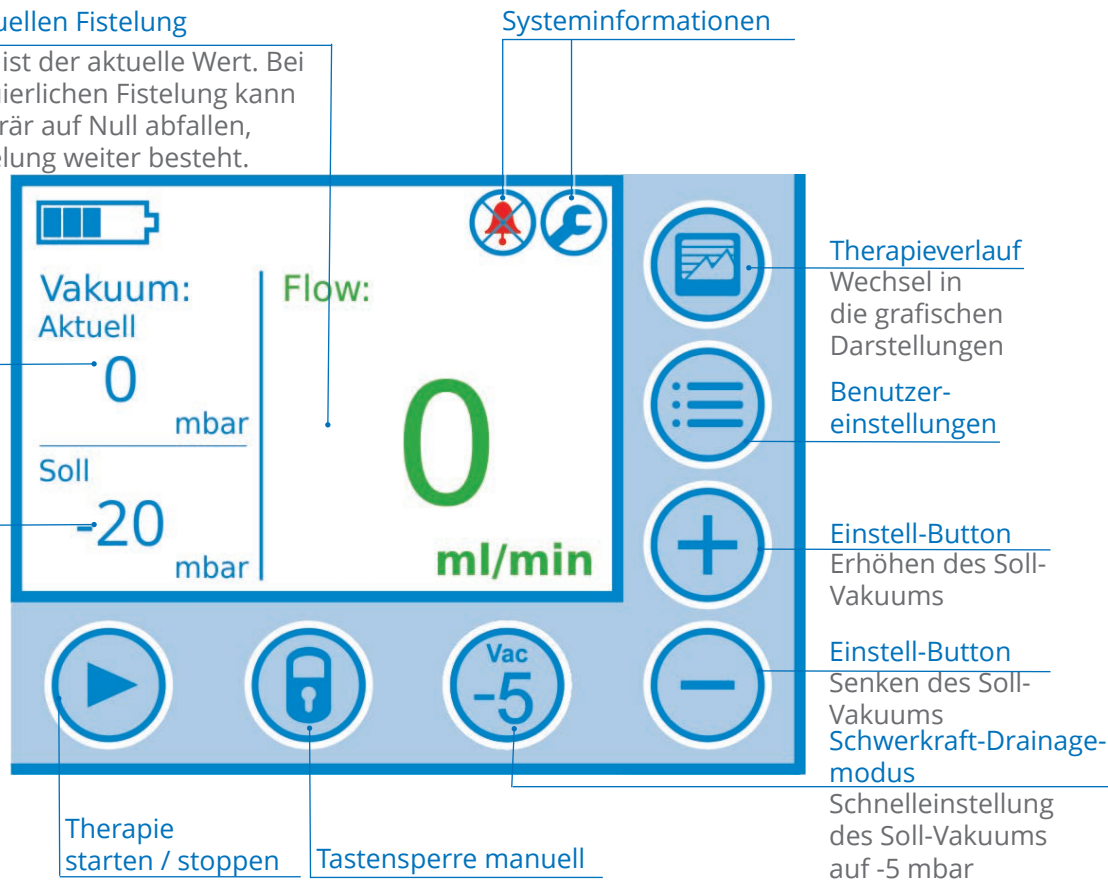 uellen Fistelung
ist der aktuelle Wert. Bei
uierlichen Fistelung kann
rär auf Null abfallen,
elung weiter besteht.
Systeminformationen
Vakuum:
Aktuell
0
mbar
Soll
-20
mbar
Flow:
0
ml/min
Vac
-5
Therapieverlauf
Wechsel in
die grafischen
Darstellungen
Benutzer-
einstellungen
Einstell-Button
Erhöhen des Soll-
Vakuums
Einstell-Button
Senken des Soll-
Vakuums
Schwerkraft-Drainage-
modus
Schnelleinstellung
des Soll-Vakuums
auf -5 mbar
Therapie
starten / stoppen
Tastensperre manuell